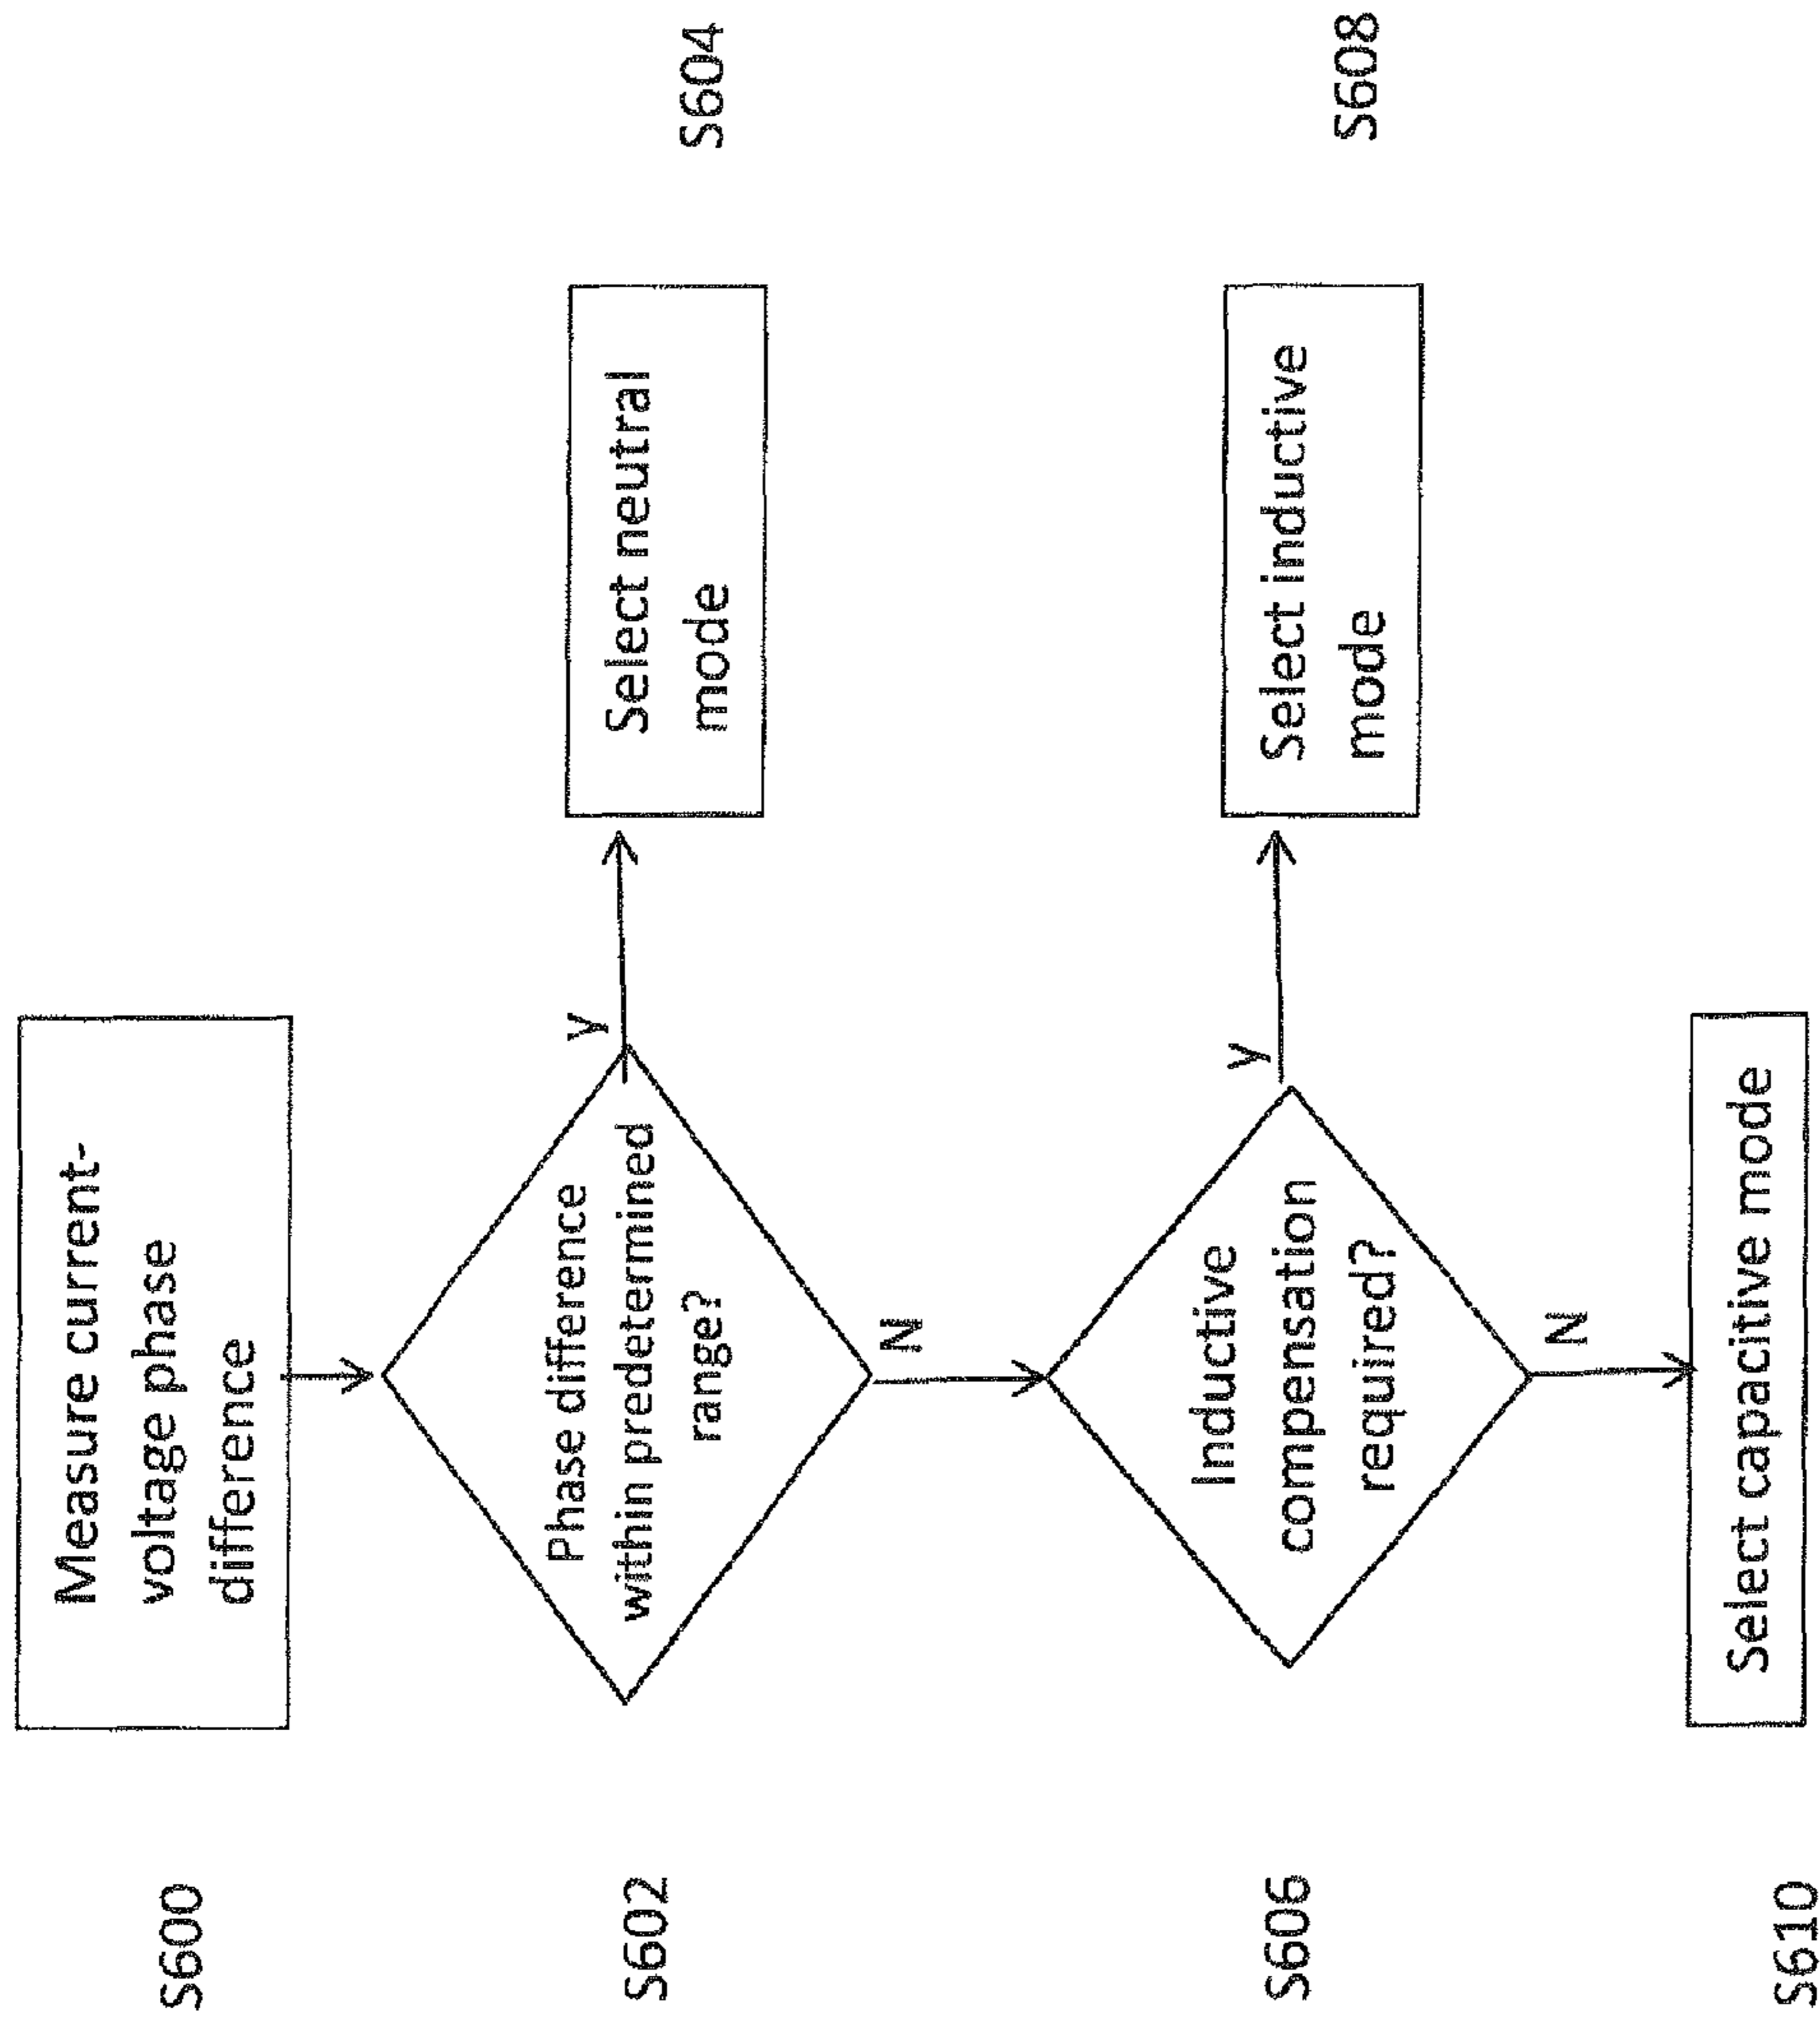 S600
Measure current-
voltage phase
difference
S602
Phase difference
within predetermined
range?
Y
N
Select neutral
mode
S604
S606
Inductive
compensation
required?
Y
N
Select inductive
mode
S608
S610
Select capacitive mode